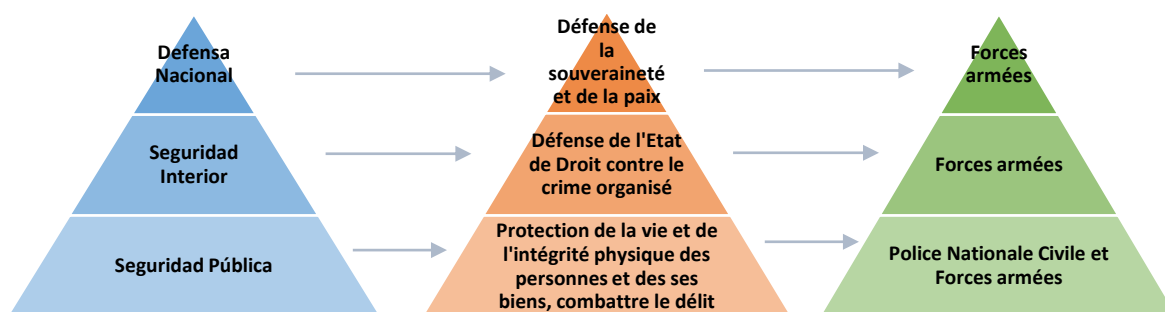 Defensa
Nacional
Défense de
la
souveraineté
et de la paix
Forces
armées
Seguridad
Interior
Défense de l'Etat
de Droit contre le
crime organisé
Forces armées
Seguridad Pública
Protection de la vie et de
l'intégrité physique des
personnes et des ses
biens, combattre le délit
Police Nationale Civile et
Forces armées